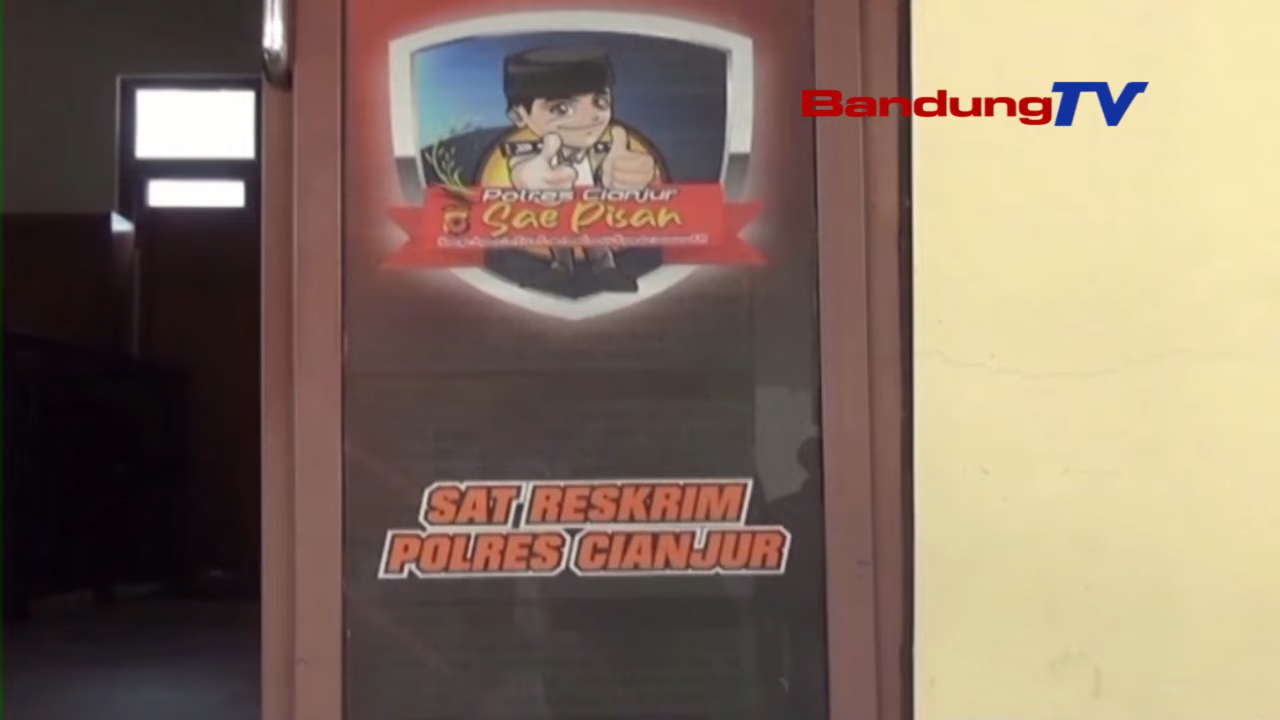 BandungTV
Polres Cianjur
Sae Pisan
SAT RESKRIM
POLRES CIANJUR